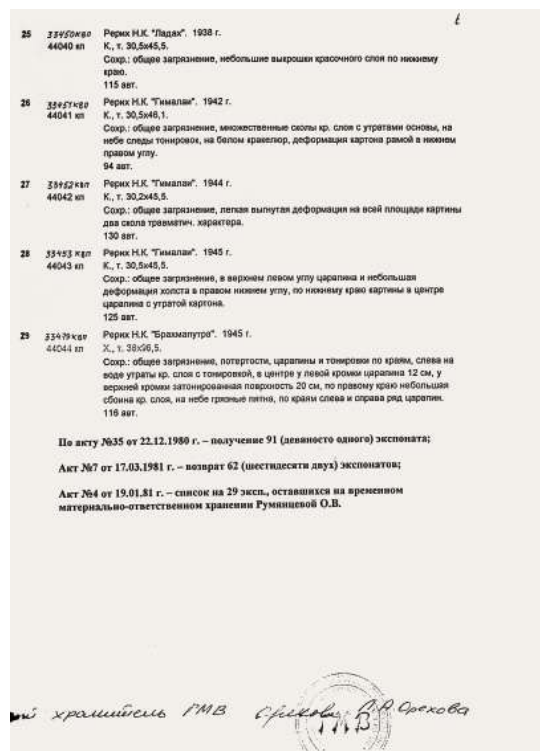 25 33450кво Рерих Н.К. "Ладах". 1938 г.
44040 кп К., т. 30,5х45,5.
Сохр.: общее загрязнение, небольшие выкрошки красочного слоя по нижнему
краю.
115 авт.
26 33451кво Рерих Н.К. "Гималаи". 1942 г.
44041 кп К., т. 30,5х46,1.
Сохр.: общее загрязнение, множественные сколы кр. слоя с утратами основы, на
небе следы тонировок, на белом кракелюр, деформация картона рамой в нижнем
правом углу.
94 авт.
27 33452квп Рерих Н.К. "Гималаи". 1944 г.
44042 кп К., т. 30,2х45,5.
Сохр.: общее загрязнение, легкая выгнутая деформация на всей площади картины
два скола травматич. характера.
130 авт.
28 33453 квп Рерих Н.К. "Гималаи". 1945 г.
44043 кп К., т. 30,5х45,5.
Сохр.: общее загрязнение, в верхнем левом углу царапина и небольшая
деформация холста в правом нижнем углу, по нижнему краю картины в центре
царапина с утратой картона.
125 авт.
29 33479кво Рерих Н.К. "Брахмапутра". 1945 г.
44044 кп Х., т. 38х96,5.
Сохр.: общее загрязнение, потертости, царапины и тонировки по краям, слева на
воде утраты кр. слоя с тонировкой, в центре у левой кромки царапина 12 см, у
верхней кромки затонированная поврхность 20 см, по правому краю небольшая
сбоина кр. слоя, на небе грязные пятна, по краям слева и справа ряд царапин.
116 авт.
По акту №35 от 22.12.1980 г. – получение 91 (девяносто одного) экспоната;
Акт №7 от 17.03.1981 г. – возврат 62 (шестидесяти двух) экспонатов;
Акт №4 от 19.01.81 г. – список на 29 эксп., оставшихся на временном
материально-ответственном хранении Румянцевой О.В.
хранитель ГМВ Орехова
ГМВ